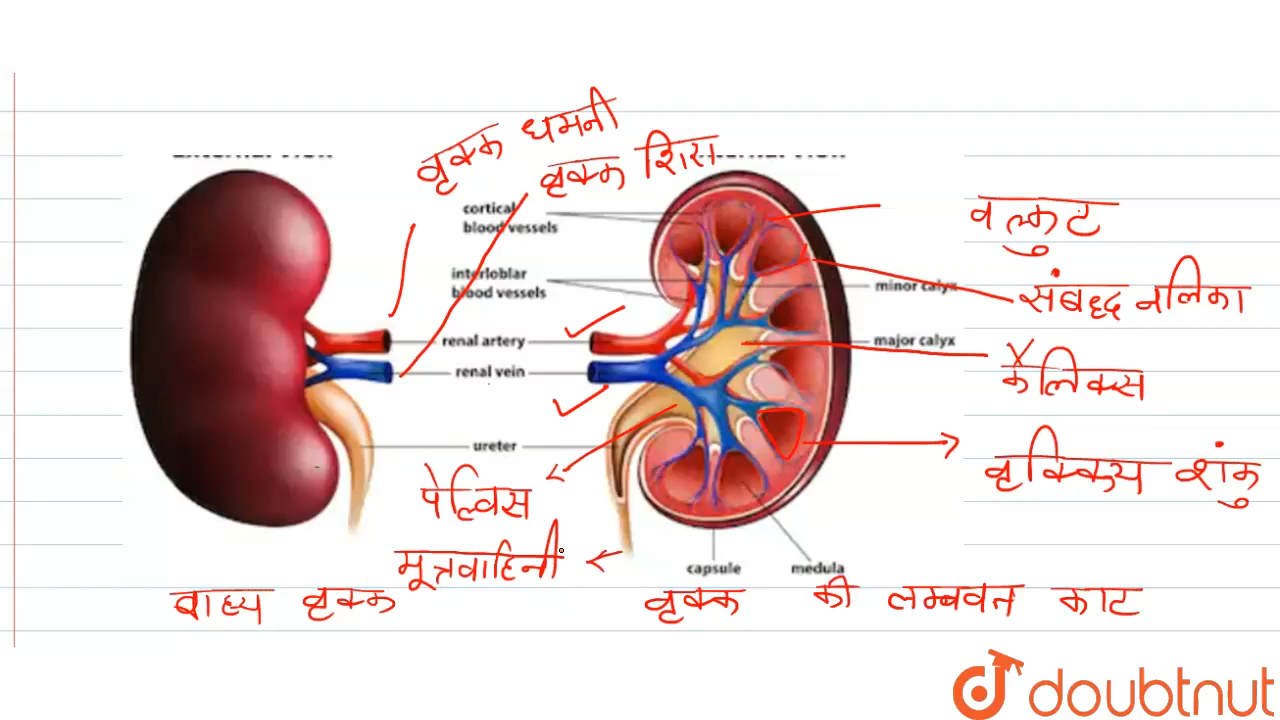 वृक्क धमनी
वृक्क शिरा
cortical
blood vessels
वल्कुट
interloblar
blood vessels
minor calyx
संबद्ध नलिका
renal artery
major calyx
renal vein
कैलिक्स
ureter
वृक्किय शंकु
पेल्विस
मूत्रवाहिनी
capsule
medula
बाह्य वृक्क
वृक्क की लम्बवत काट
doubtnut